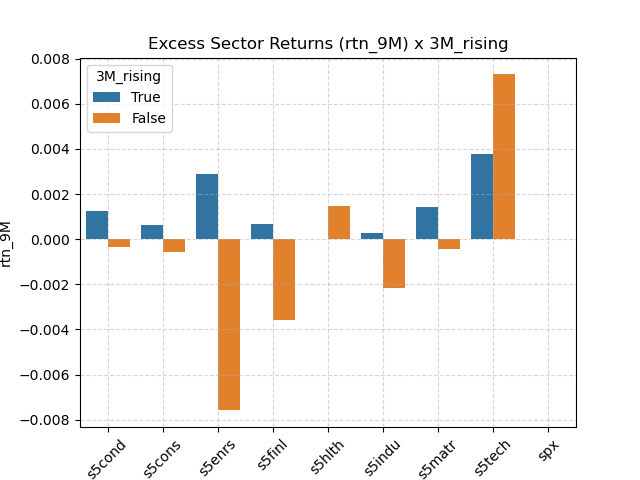 Excess Sector Returns (rtn_9M) x 3M_rising
3M_rising
True
False
rtn_9M
0.008
0.006
0.004
0.002
0.000
−0.002
−0.004
−0.006
−0.008
s5cond
s5cons
s5enrs
s5finl
s5hlth
s5indu
s5matr
s5tech
spx